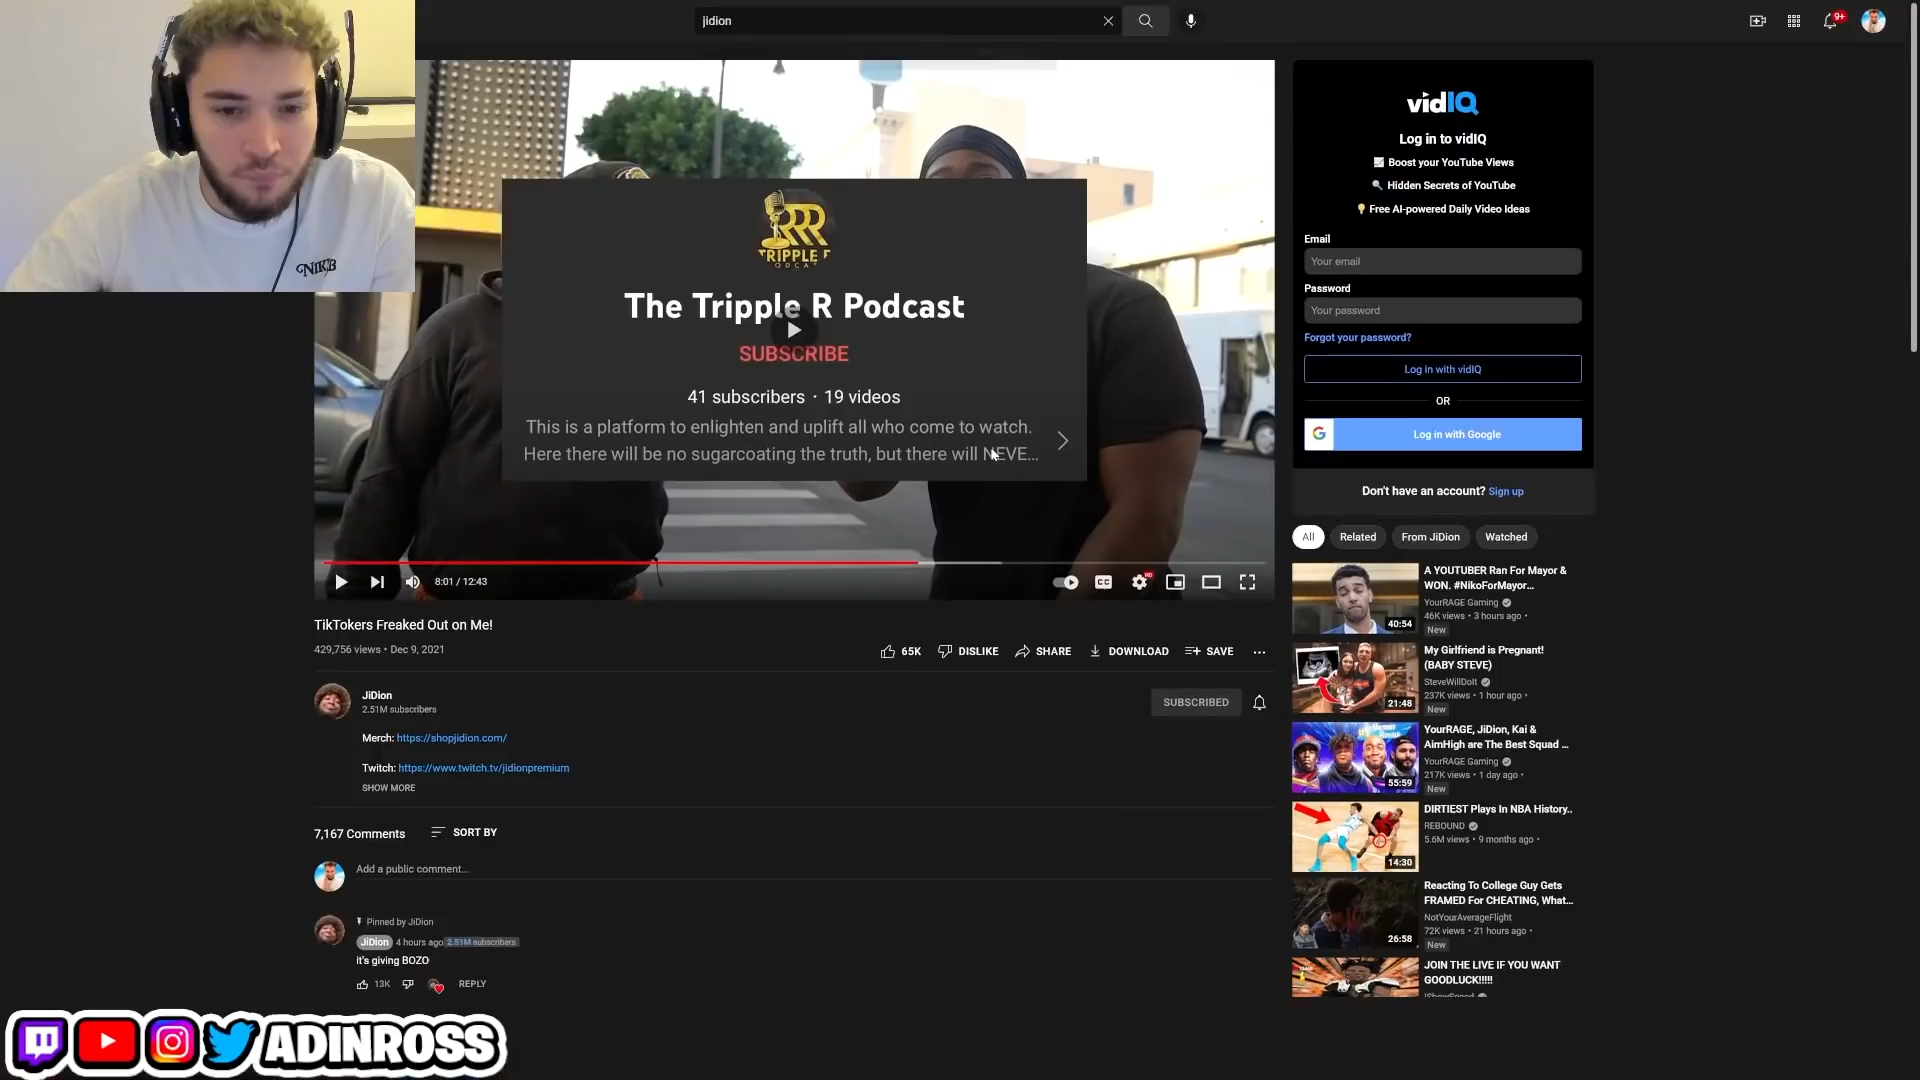 jidion
9+
NIKB
RRR
TRIPPLE
The Tripple R Podcast
SUBSCRIBE
41 subscribers · 19 videos
This is a platform to enlighten and uplift all who come to watch.
Here there will be no sugarcoating the truth, but there will NEVE...
8:01 / 12:43
CC
HD
TikTokers Freaked Out on Me!
429,756 views • Dec 9, 2021
65K
DISLIKE
SHARE
DOWNLOAD
SAVE
JiDion
2.51M subscribers
SUBSCRIBED
Merch: https://shopjidion.com/
Twitch: https://www.twitch.tv/jidionpremium
SHOW MORE
7,167 Comments
SORT BY
Add a public comment...
Pinned by JiDion
JiDion 4 hours ago 2.51M subscribers
it's giving BOZO
13K
REPLY
vidIQ
Log in to vidIQ
Boost your YouTube Views
Hidden Secrets of YouTube
Free AI-powered Daily Video Ideas
Email
Your email
Password
Your password
Forgot your password?
Log in with vidIQ
OR
Log in with Google
Don't have an account? Sign up
All
Related
From JiDion
Watched
A YOUTUBER Ran For Mayor &
WON. #NikoForMayor...
YourRAGE Gaming
46K views • 3 hours ago •
New
40:54
My Girlfriend is Pregnant!
(BABY STEVE)
SteveWillDoIt
237K views • 1 hour ago •
New
21:48
YourRAGE, JiDion, Kai &
AimHigh are The Best Squad ...
YourRAGE Gaming
217K views • 1 day ago •
New
55:59
DIRTIEST Plays In NBA History..
REBOUND
5.6M views • 9 months ago •
14:30
Reacting To College Guy Gets
FRAMED For CHEATING, What...
NotYourAverageFlight
72K views • 21 hours ago •
New
26:58
JOIN THE LIVE IF YOU WANT
GOODLUCK!!!!!
ADINROSS